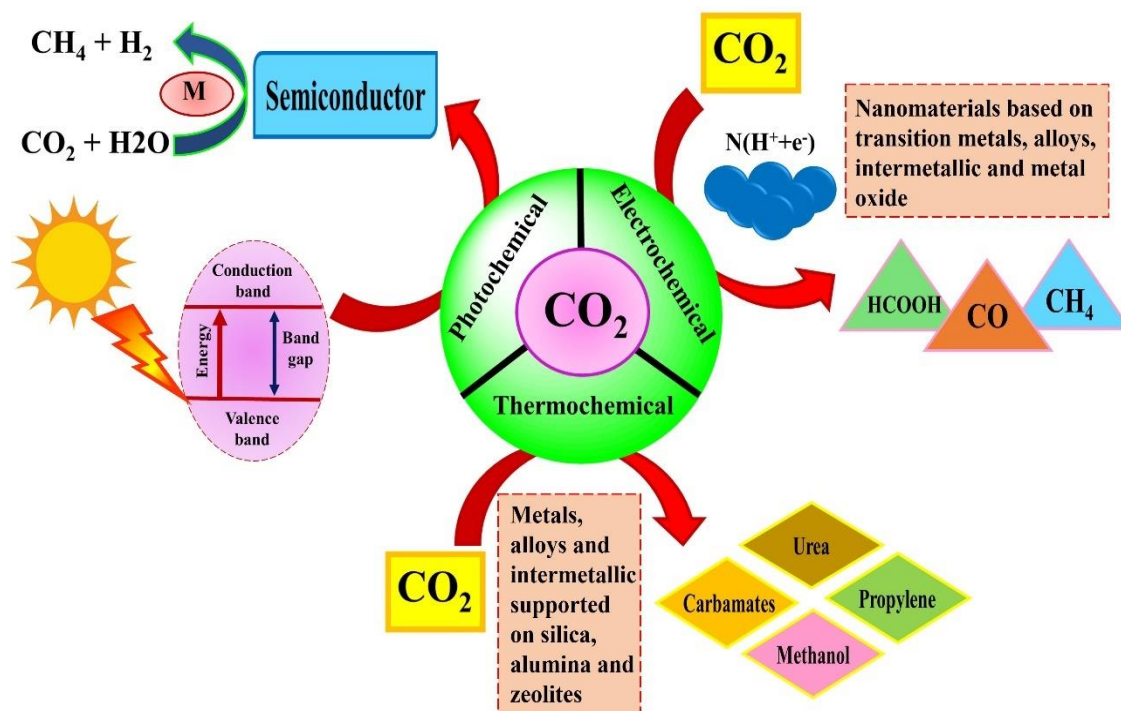 CH₄ + H₂
M
CO₂ + H2O
Semiconductor
CO₂
N(H⁺+e⁻)
Nanomaterials based on
transition metals, alloys,
intermetallic and metal
oxide
HCOOH
CO
CH₄
Conduction
band
Energy
Band
gap
Valence
band
Photochemical
Electrochemical
Thermochemical
CO₂
CO₂
Metals,
alloys and
intermetallic
supported
on silica,
alumina and
zeolites
Urea
Carbamates
Propylene
Methanol